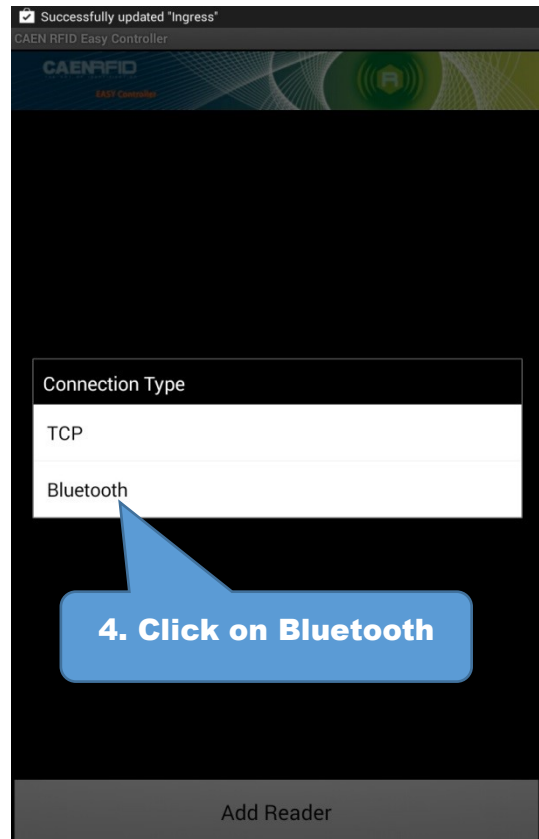 Successfully updated "Ingress"
CAEN RFID Easy Controller
CAENRFID
EASY Controller
Connection Type
TCP
Bluetooth
4. Click on Bluetooth
Add Reader